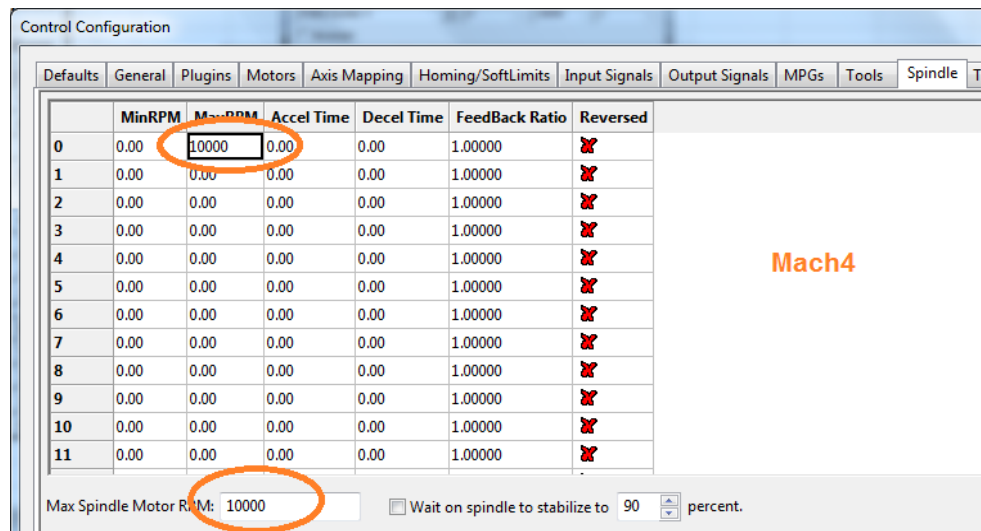 Control Configuration
Defaults General Plugins Motors Axis Mapping Homing/SoftLimits Input Signals Output Signals MPGs Tools Spindle T
MinRPM MaxRPM Accel Time Decel Time FeedBack Ratio Reversed
0 0.00 10000 0.00 0.00 1.00000
1 0.00 0.00 0.00 0.00 1.00000
2 0.00 0.00 0.00 0.00 1.00000
3 0.00 0.00 0.00 0.00 1.00000
4 0.00 0.00 0.00 0.00 1.00000
Mach4
5 0.00 0.00 0.00 0.00 1.00000
6 0.00 0.00 0.00 0.00 1.00000
7 0.00 0.00 0.00 0.00 1.00000
8 0.00 0.00 0.00 0.00 1.00000
9 0.00 0.00 0.00 0.00 1.00000
10 0.00 0.00 0.00 0.00 1.00000
11 0.00 0.00 0.00 0.00 1.00000
Max Spindle Motor RPM: 10000 Wait on spindle to stabilize to 90 percent.